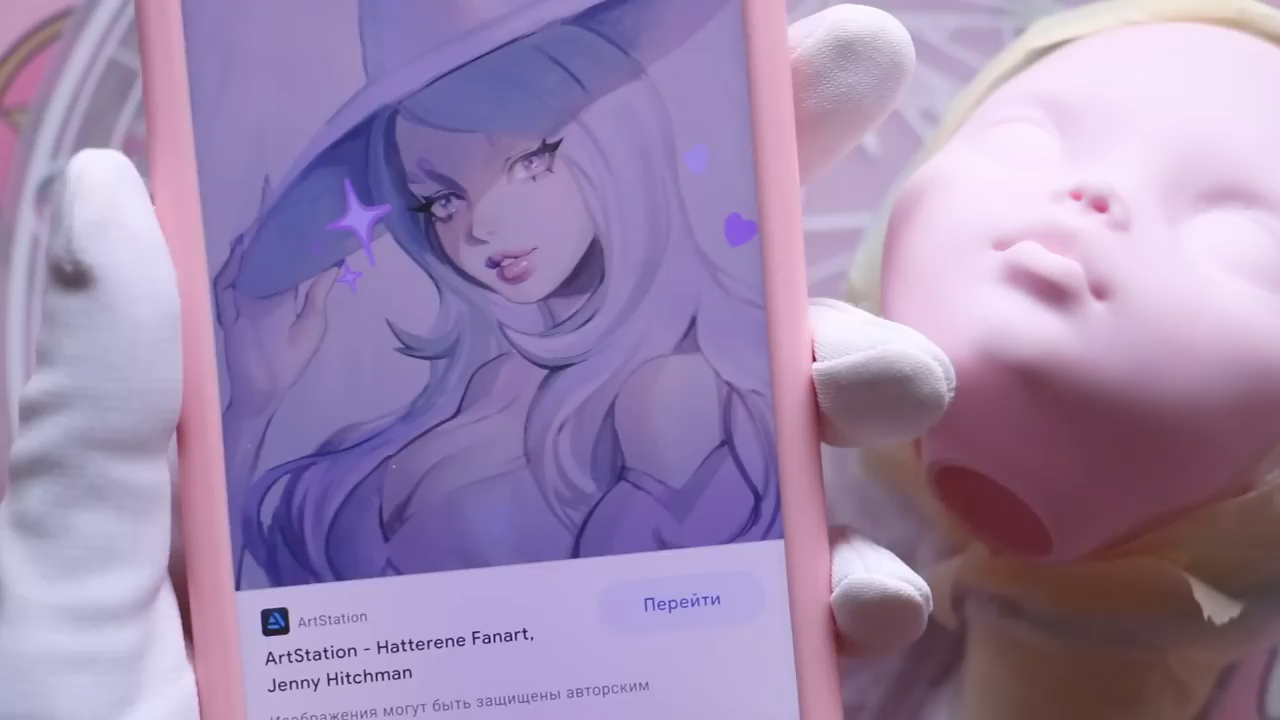 ArtStation
Перейти
ArtStation - Hatterene Fanart,
Jenny Hitchman
Изображения могут быть защищены авторским